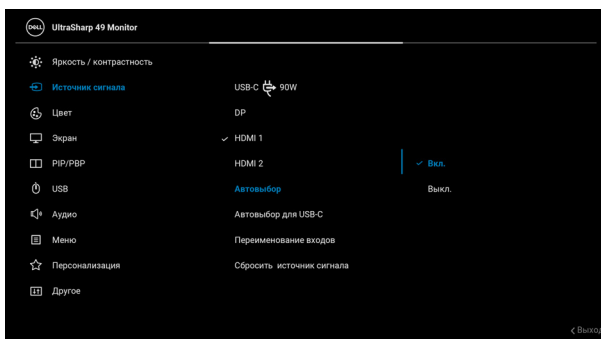 DELL UltraSharp 49 Monitor
Яркость / контрастность
Источник сигнала
USB-C 90W
Цвет
DP
Экран
HDMI 1
PIP/PBP
HDMI 2
Вкл.
USB
Автовыбор
Выкл.
Аудио
Автовыбор для USB-C
Меню
Переименование входов
Персонализация
Сбросить источник сигнала
Другое
Выход